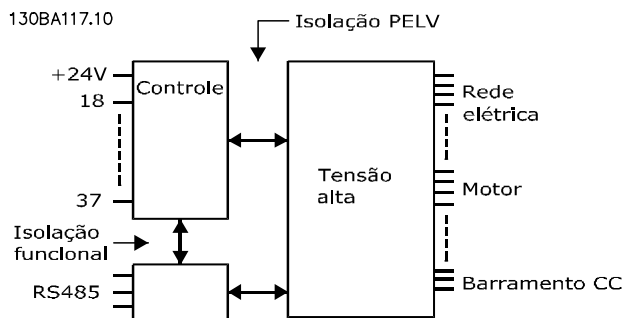 130BA117.10
Isolação PELV
+24V
Controle
18
37
Tensão
alta
Rede
elétrica
Motor
Isolação
funcional
RS485
Barramento CC